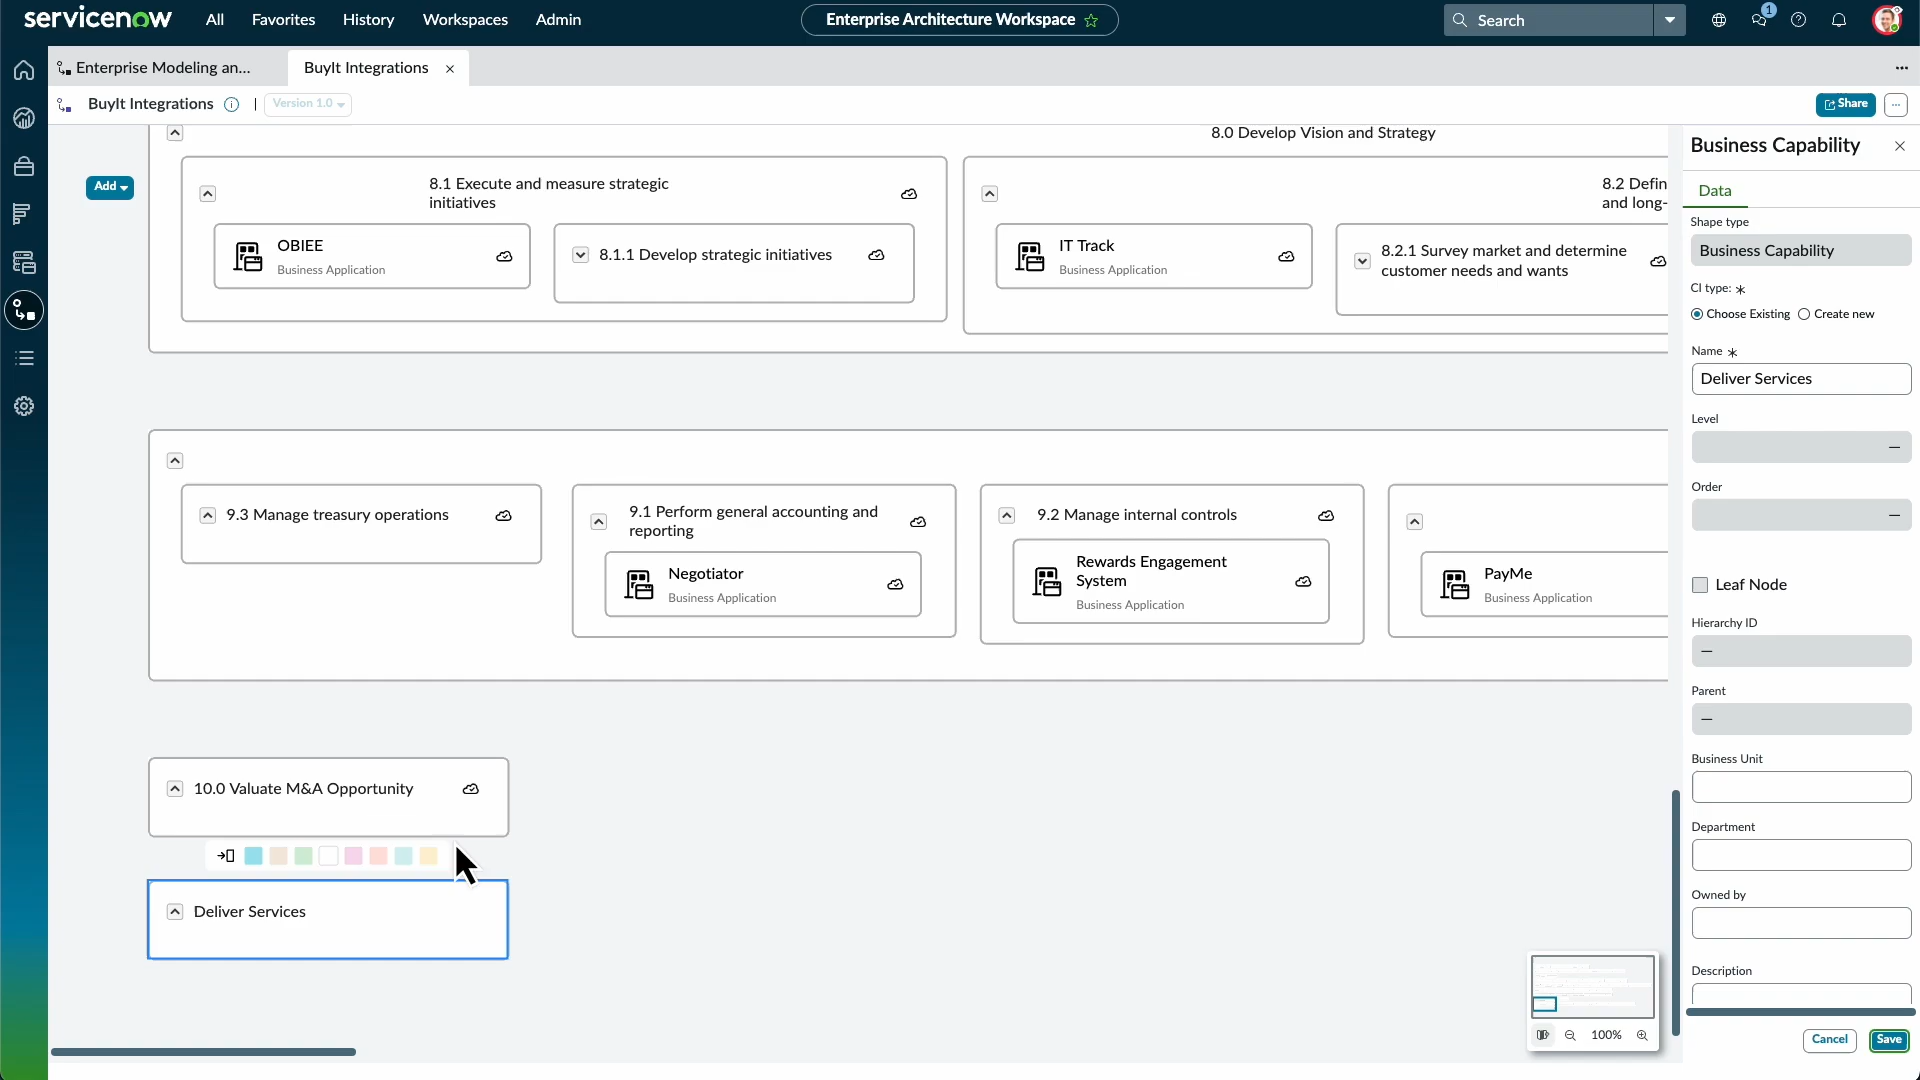 servicenow
All
Favorites
History
Workspaces
Admin
Enterprise Architecture Workspace
Search
1
Enterprise Modeling an...
BuyIt Integrations
BuyIt Integrations
Version 1.0
Share
8.0 Develop Vision and Strategy
Add
8.1 Execute and measure strategic
initiatives
8.2 Defin
and long-
OBIEE
Business Application
8.1.1 Develop strategic initiatives
IT Track
Business Application
8.2.1 Survey market and determine
customer needs and wants
9.3 Manage treasury operations
9.1 Perform general accounting and
reporting
Negotiator
Business Application
9.2 Manage internal controls
Rewards Engagement
System
Business Application
PayMe
Business Application
10.0 Valuate M&A Opportunity
Deliver Services
100%
Business Capability
Data
Shape type
Business Capability
CI type: *
Choose Existing
Create new
Name *
Deliver Services
Level
—
Order
—
Leaf Node
Hierarchy ID
—
Parent
—
Business Unit
Department
Owned by
Description
Cancel
Save